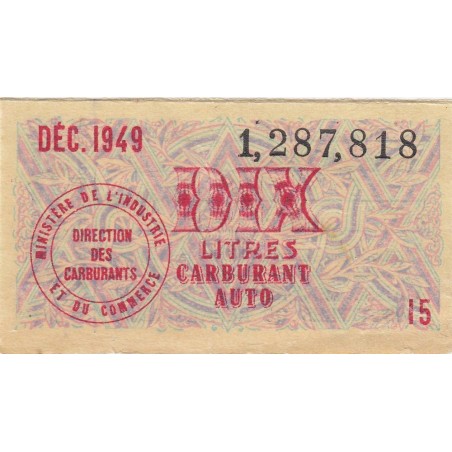 DÉC. 1949
1,287,818
MINISTÈRE DE L'INDUSTRIE
ET DU COMMERCE
DIRECTION
DES
CARBURANTS
DIX
LITRES
CARBURANT
AUTO
15